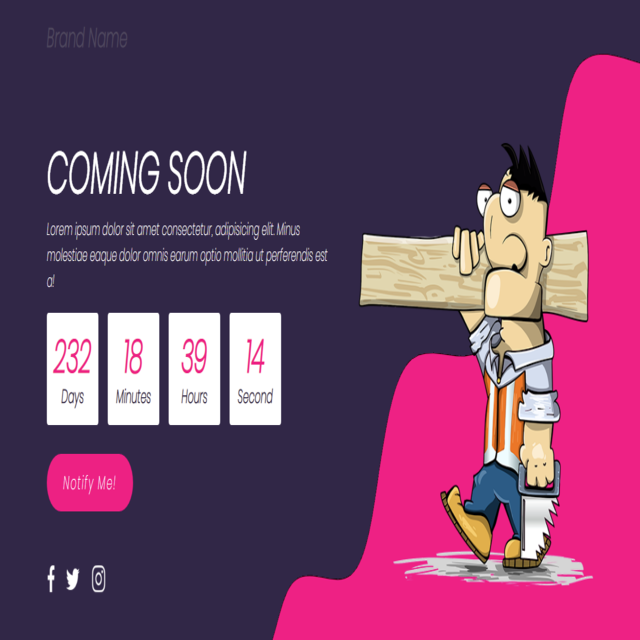 Brand Name
COMING SOON
Lorem ipsum dolor sit amet consectetur, adipisicing elit. Minus
molestiae eaque dolor omnis earum optio mollitia ut perferendis est
a!
232 18 39 14
Days Minutes Hours Second
Notify Me!